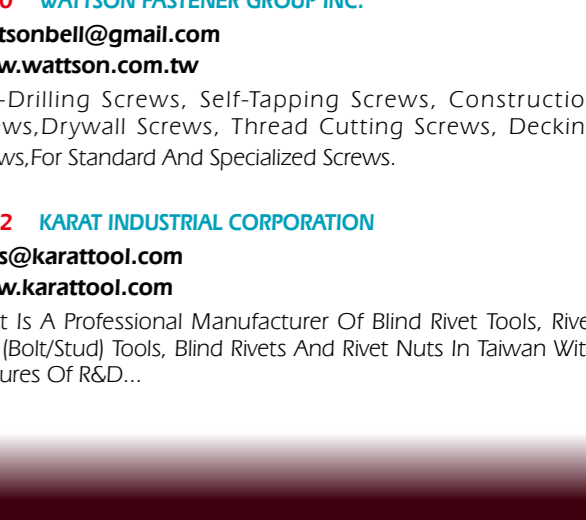 0 WATTSON FASTENER GROUP INC.
tsonbell@gmail.com
w.wattson.com.tw
-Drilling Screws, Self-Tapping Screws, Constructio
ews,Drywall Screws, Thread Cutting Screws, Deckin
ws,For Standard And Specialized Screws.
2 KARAT INDUSTRIAL CORPORATION
s@karattool.com
w.karattool.com
t Is A Professional Manufacturer Of Blind Rivet Tools, Rive
(Bolt/Stud) Tools, Blind Rivets And Rivet Nuts In Taiwan Wit
ures Of R&D...